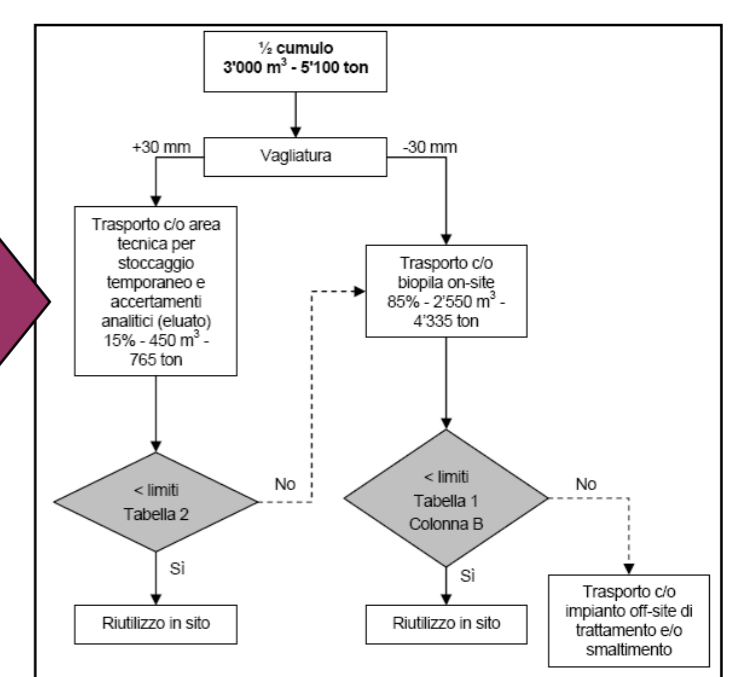 ½ cumulo
3'000 m³ - 5'100 ton
+30 mm
Vagliatura
-30 mm
Trasporto c/o area
tecnica per
stoccaggio
temporaneo e
accertamenti
analitici (eluato)
15% - 450 m³ -
765 ton
Trasporto c/o
biopila on-site
85% - 2'550 m³ -
4'335 ton
< limiti
Tabella 2
No
< limiti
Tabella 1
Colonna B
No
Sì
Sì
Riutilizzo in sito
Riutilizzo in sito
Trasporto c/o
impianto off-site di
trattamento e/o
smaltimento